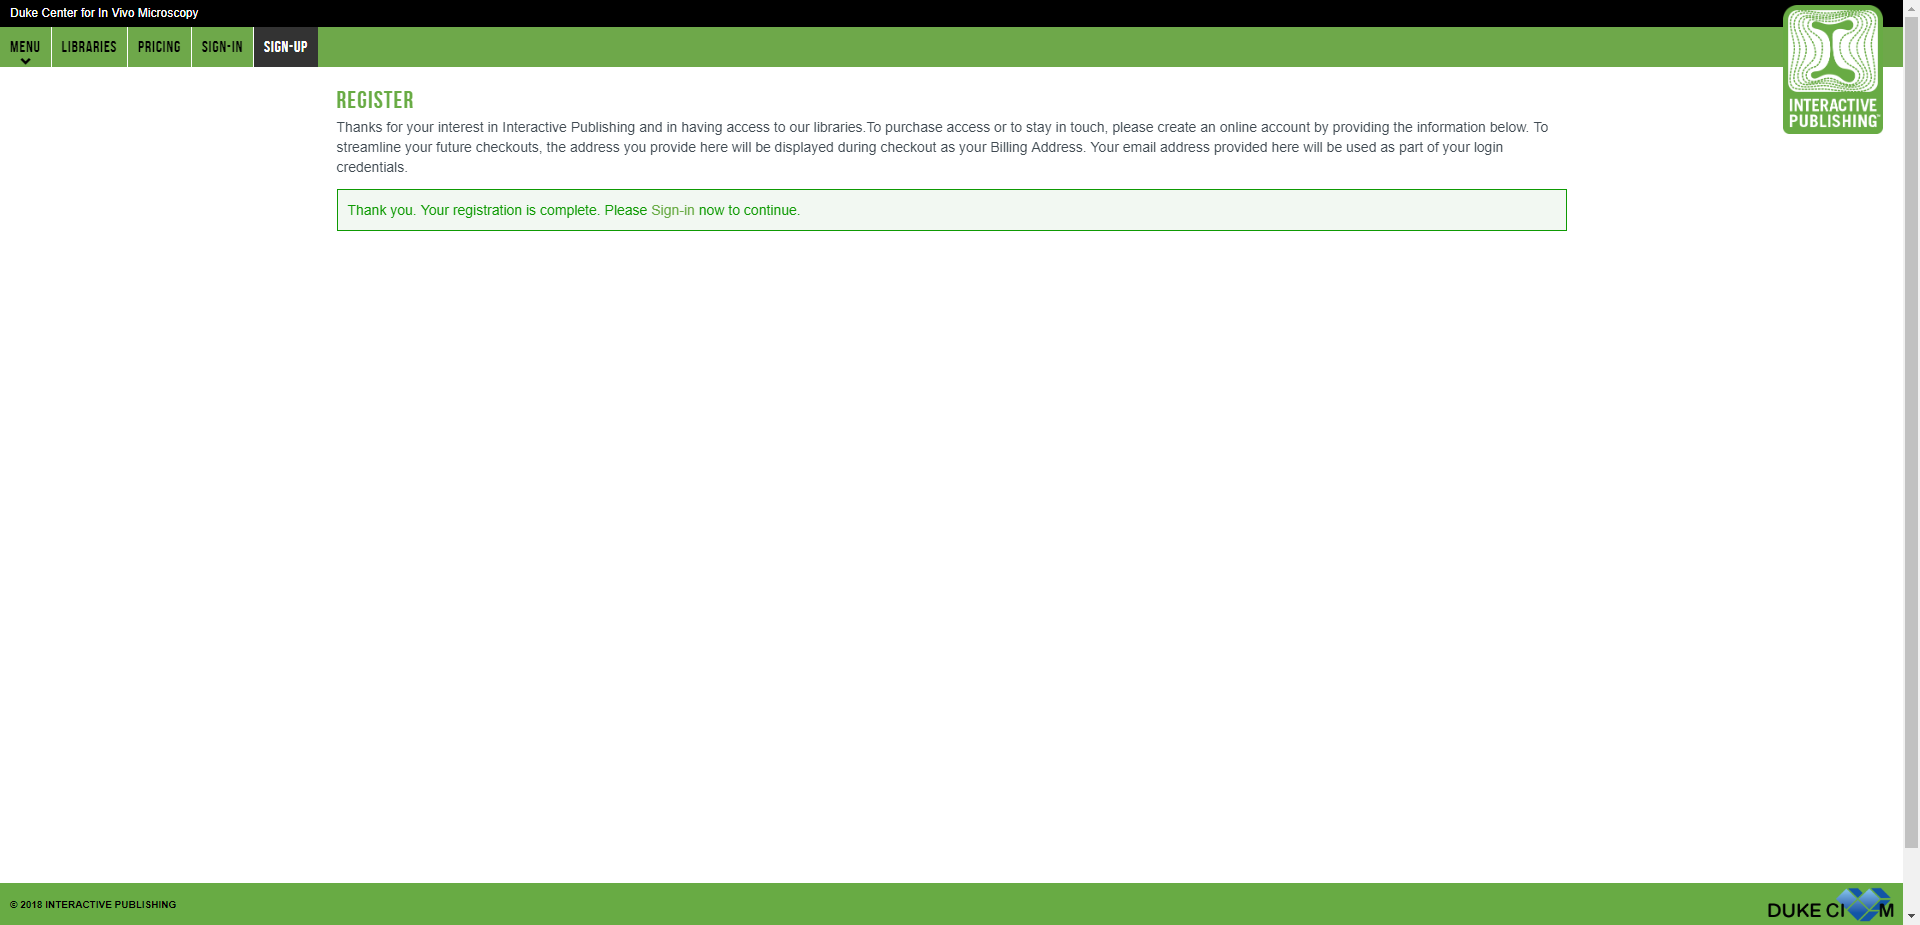 Duke Center for In Vivo Microscopy
MENU LIBRARIES PRICING SIGN-IN SIGN-UP
INTERACTIVE
PUBLISHING™
REGISTER
Thanks for your interest in Interactive Publishing and in having access to our libraries.To purchase access or to stay in touch, please create an online account by providing the information below. To
streamline your future checkouts, the address you provide here will be displayed during checkout as your Billing Address. Your email address provided here will be used as part of your login
credentials.
Thank you. Your registration is complete. Please Sign-in now to continue.
© 2018 INTERACTIVE PUBLISHING
DUKE CIVM